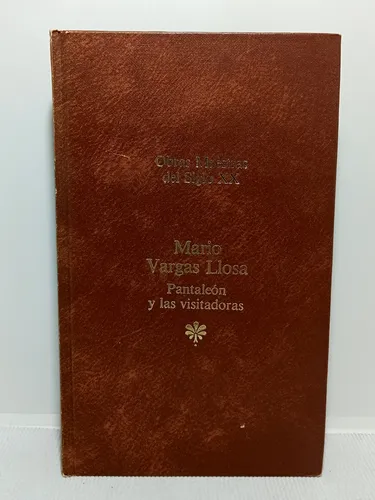 Obras Maestras
del Siglo XX
Mario
Vargas Llosa
Pantaleón
y las visitadoras